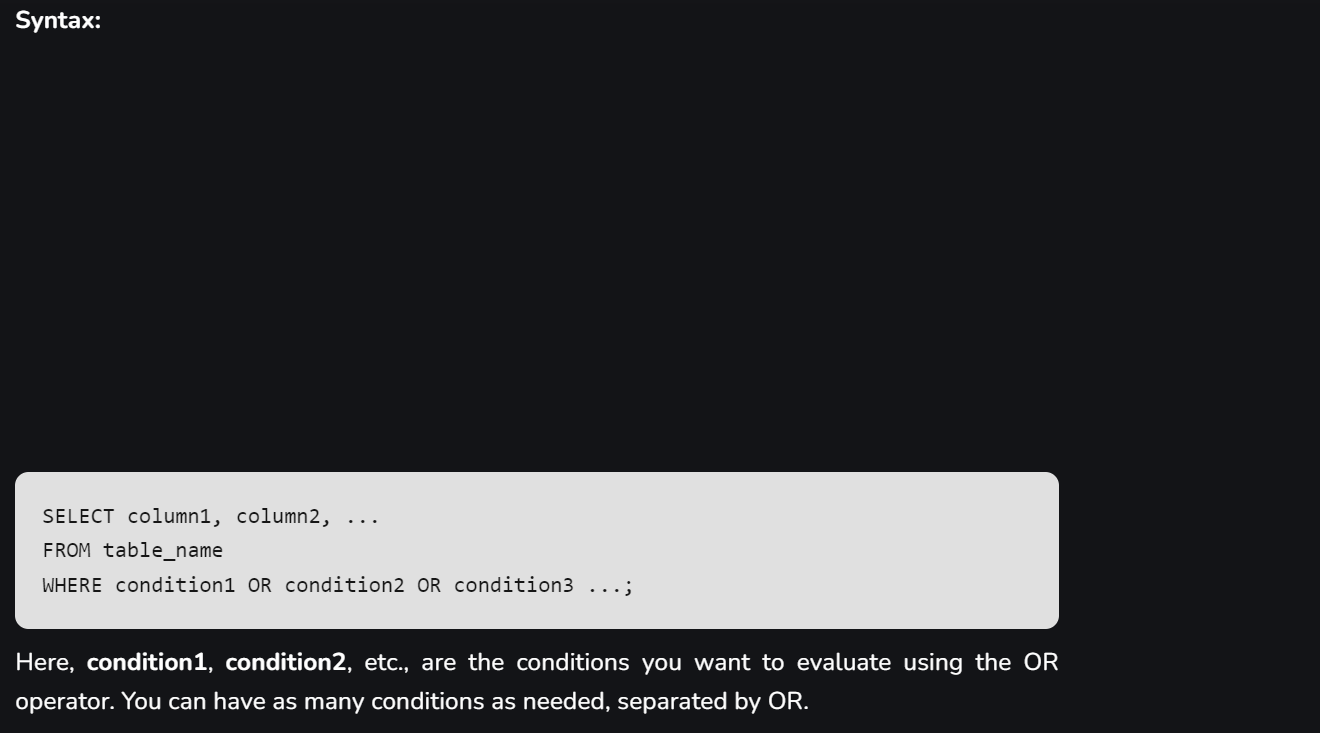 Syntax:
SELECT column1, column2, ...
FROM table_name
WHERE condition1 OR condition2 OR condition3 ...;
Here, condition1, condition2, etc., are the conditions you want to evaluate using the OR
operator. You can have as many conditions as needed, separated by OR.